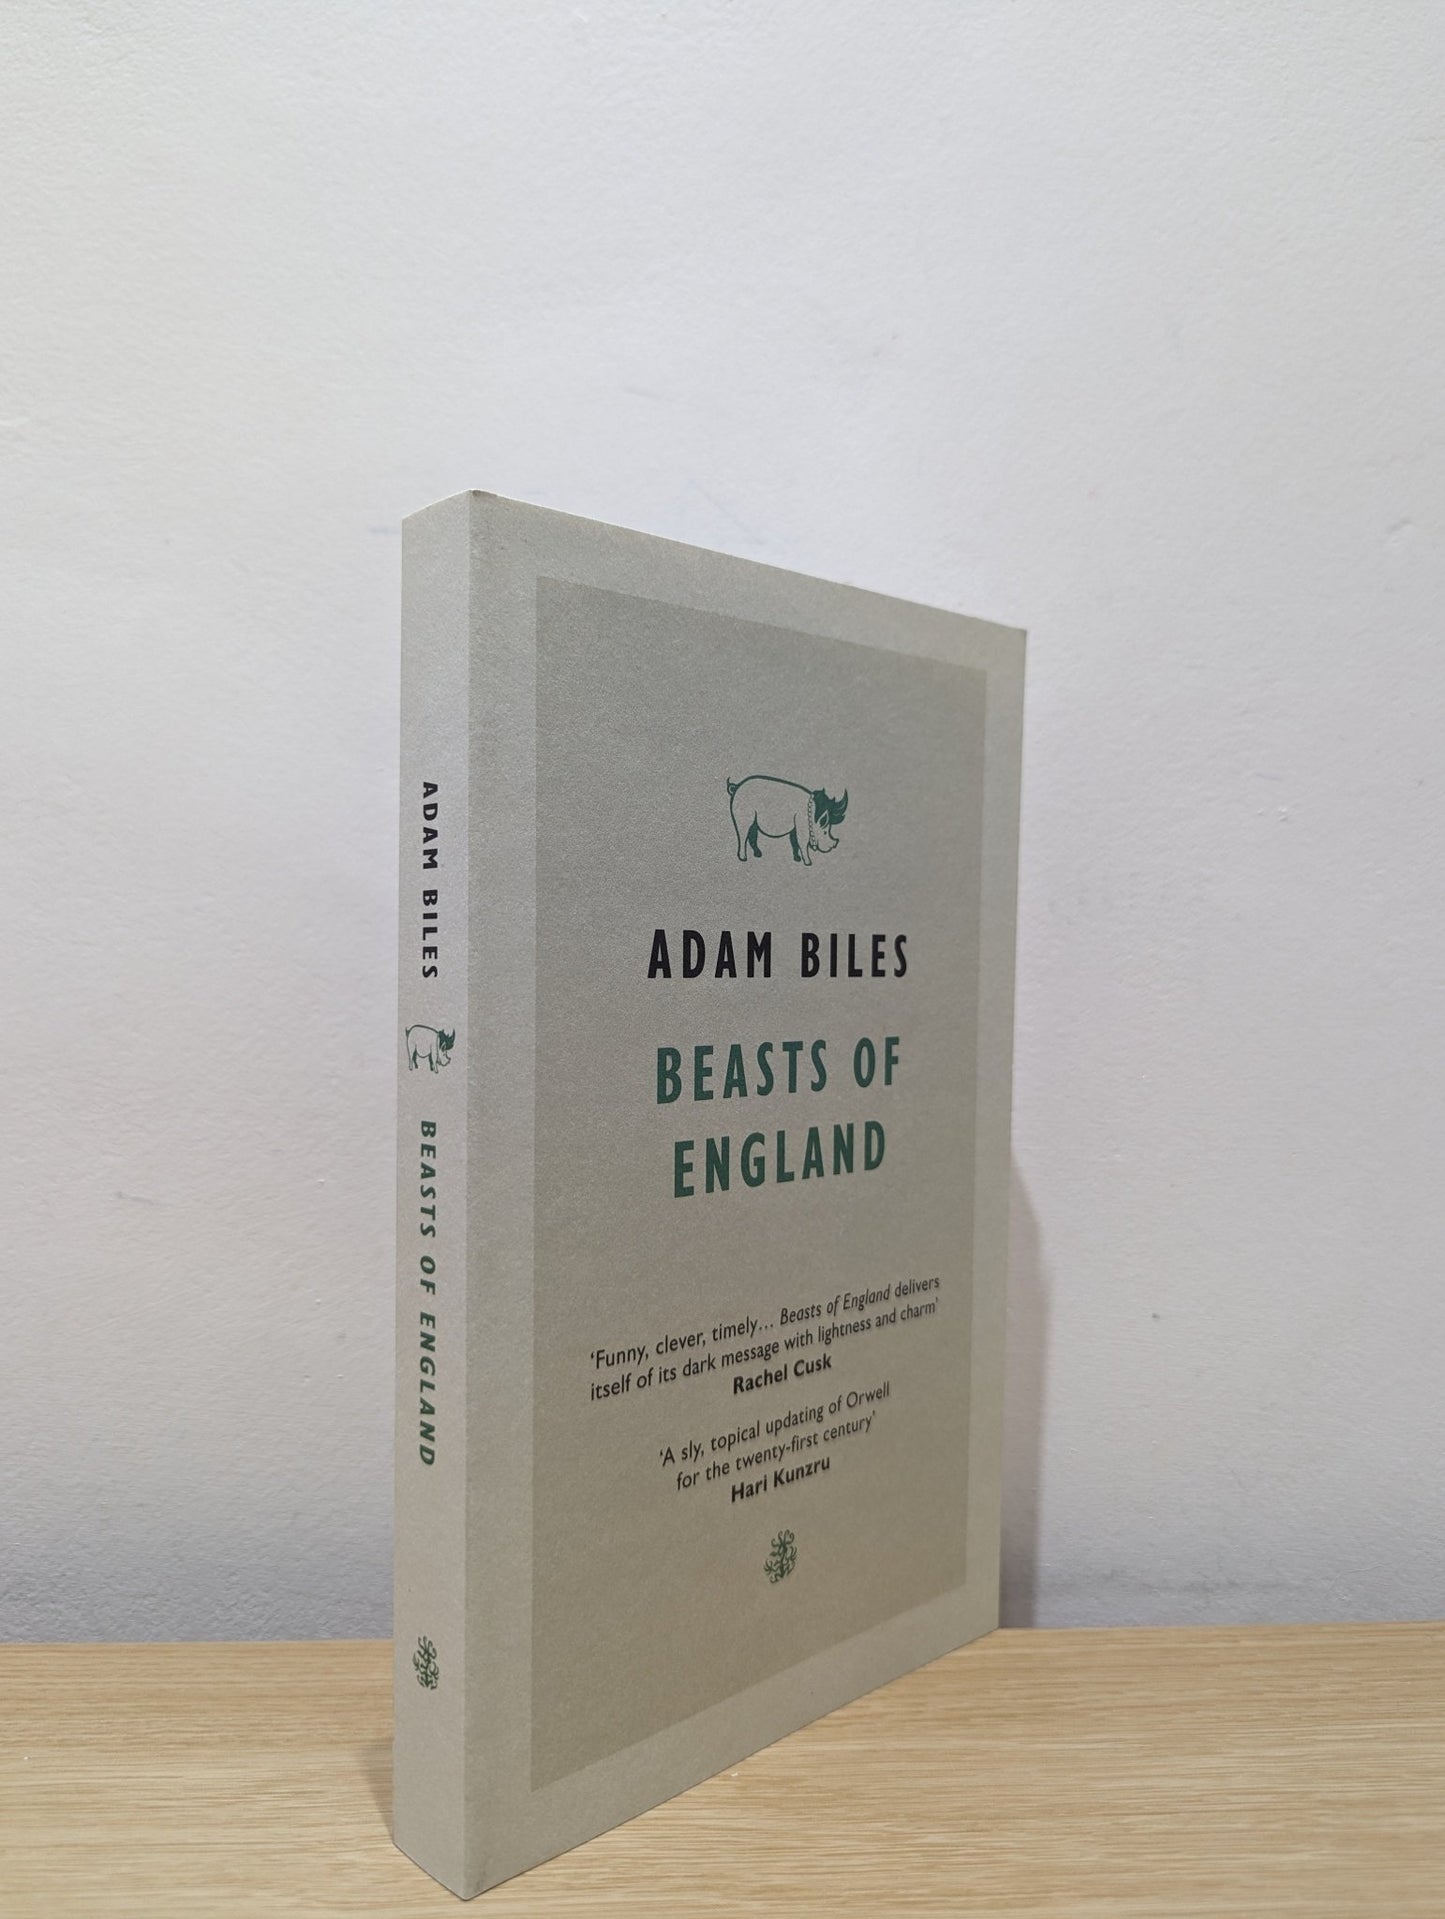 ADAM BILES
BEASTS OF ENGLAND
ADAM BILES
BEASTS OF
ENGLAND
‘Funny, clever, timely… Beasts of England delivers
itself of its dark message with lightness and charm’
Rachel Cusk
‘A sly, topical updating of Orwell
for the twenty-first century’
Hari Kunzru